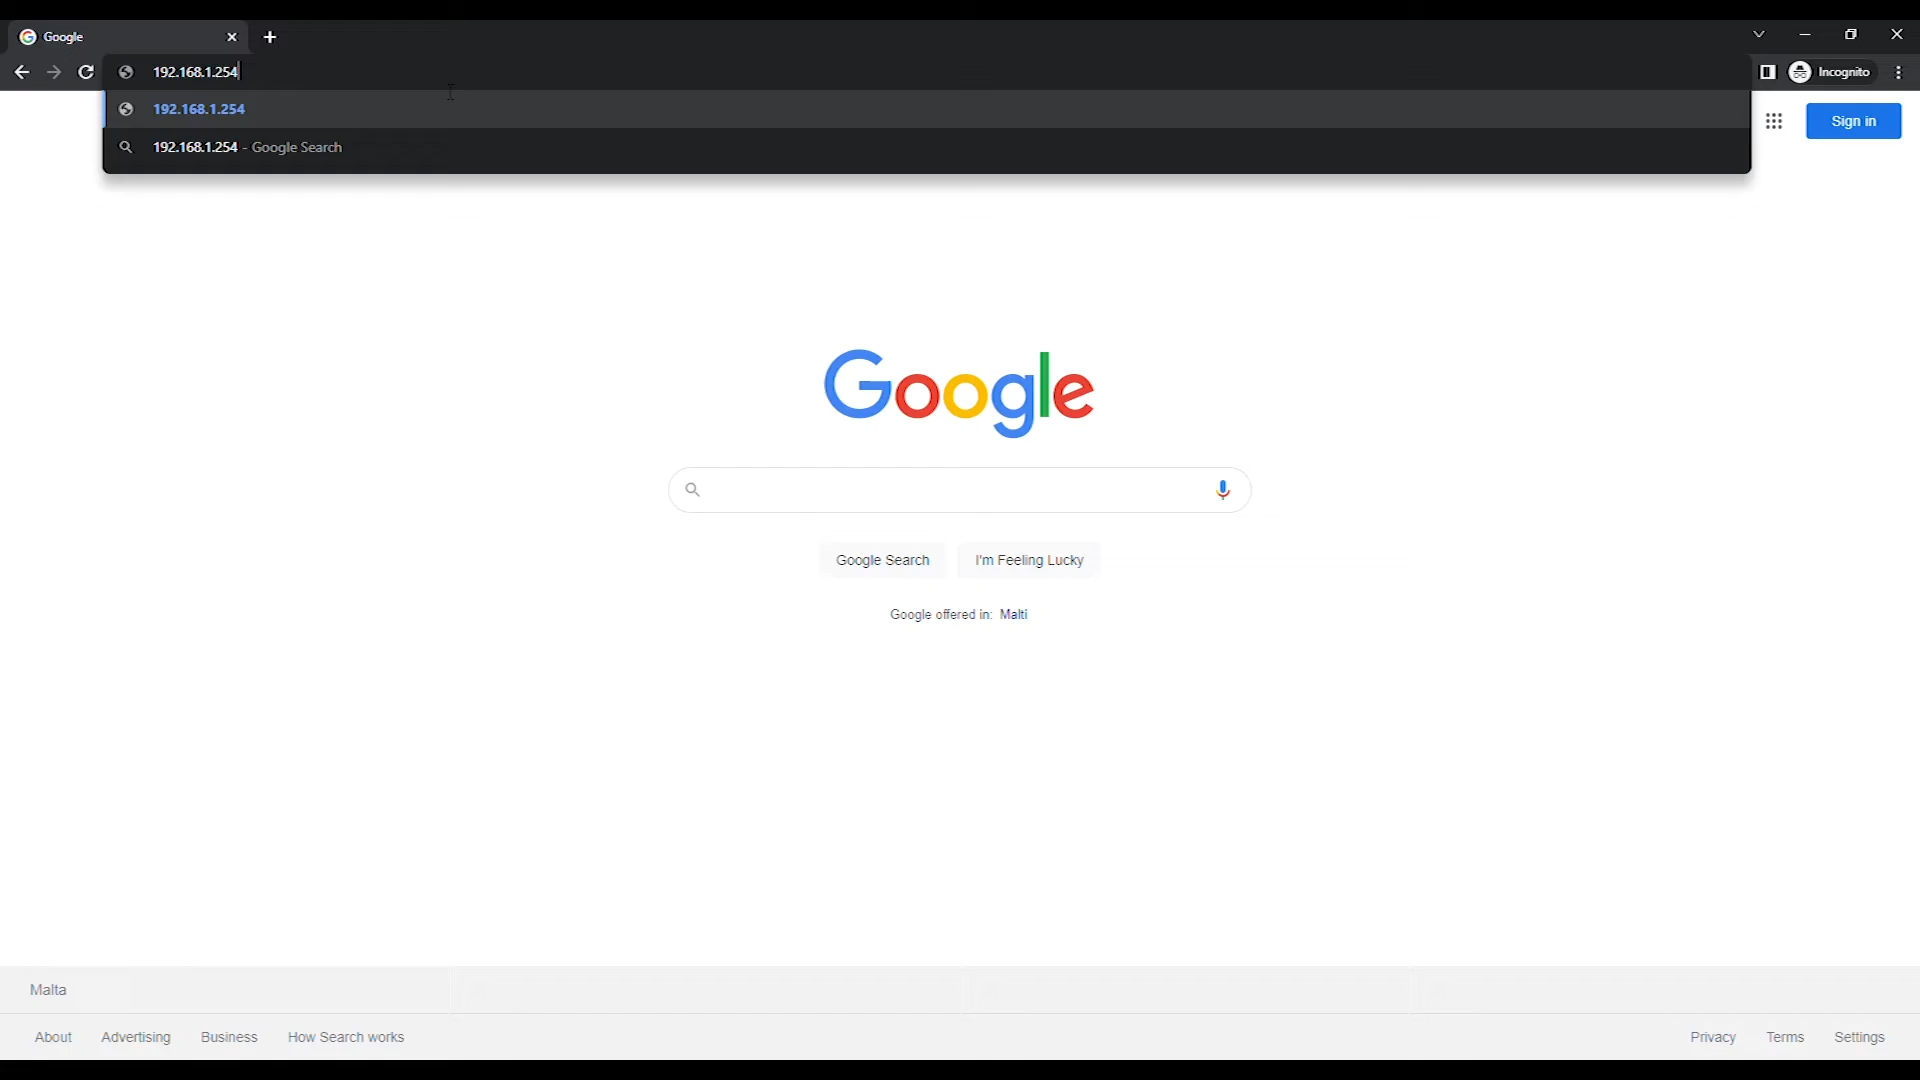 Google
192.168.1.254
Incognito
192.168.1.254
192.168.1.254 - Google Search
Sign in
Google
Google Search
I'm Feeling Lucky
Google offered in: Malti
Malta
About
Advertising
Business
How Search works
Privacy
Terms
Settings